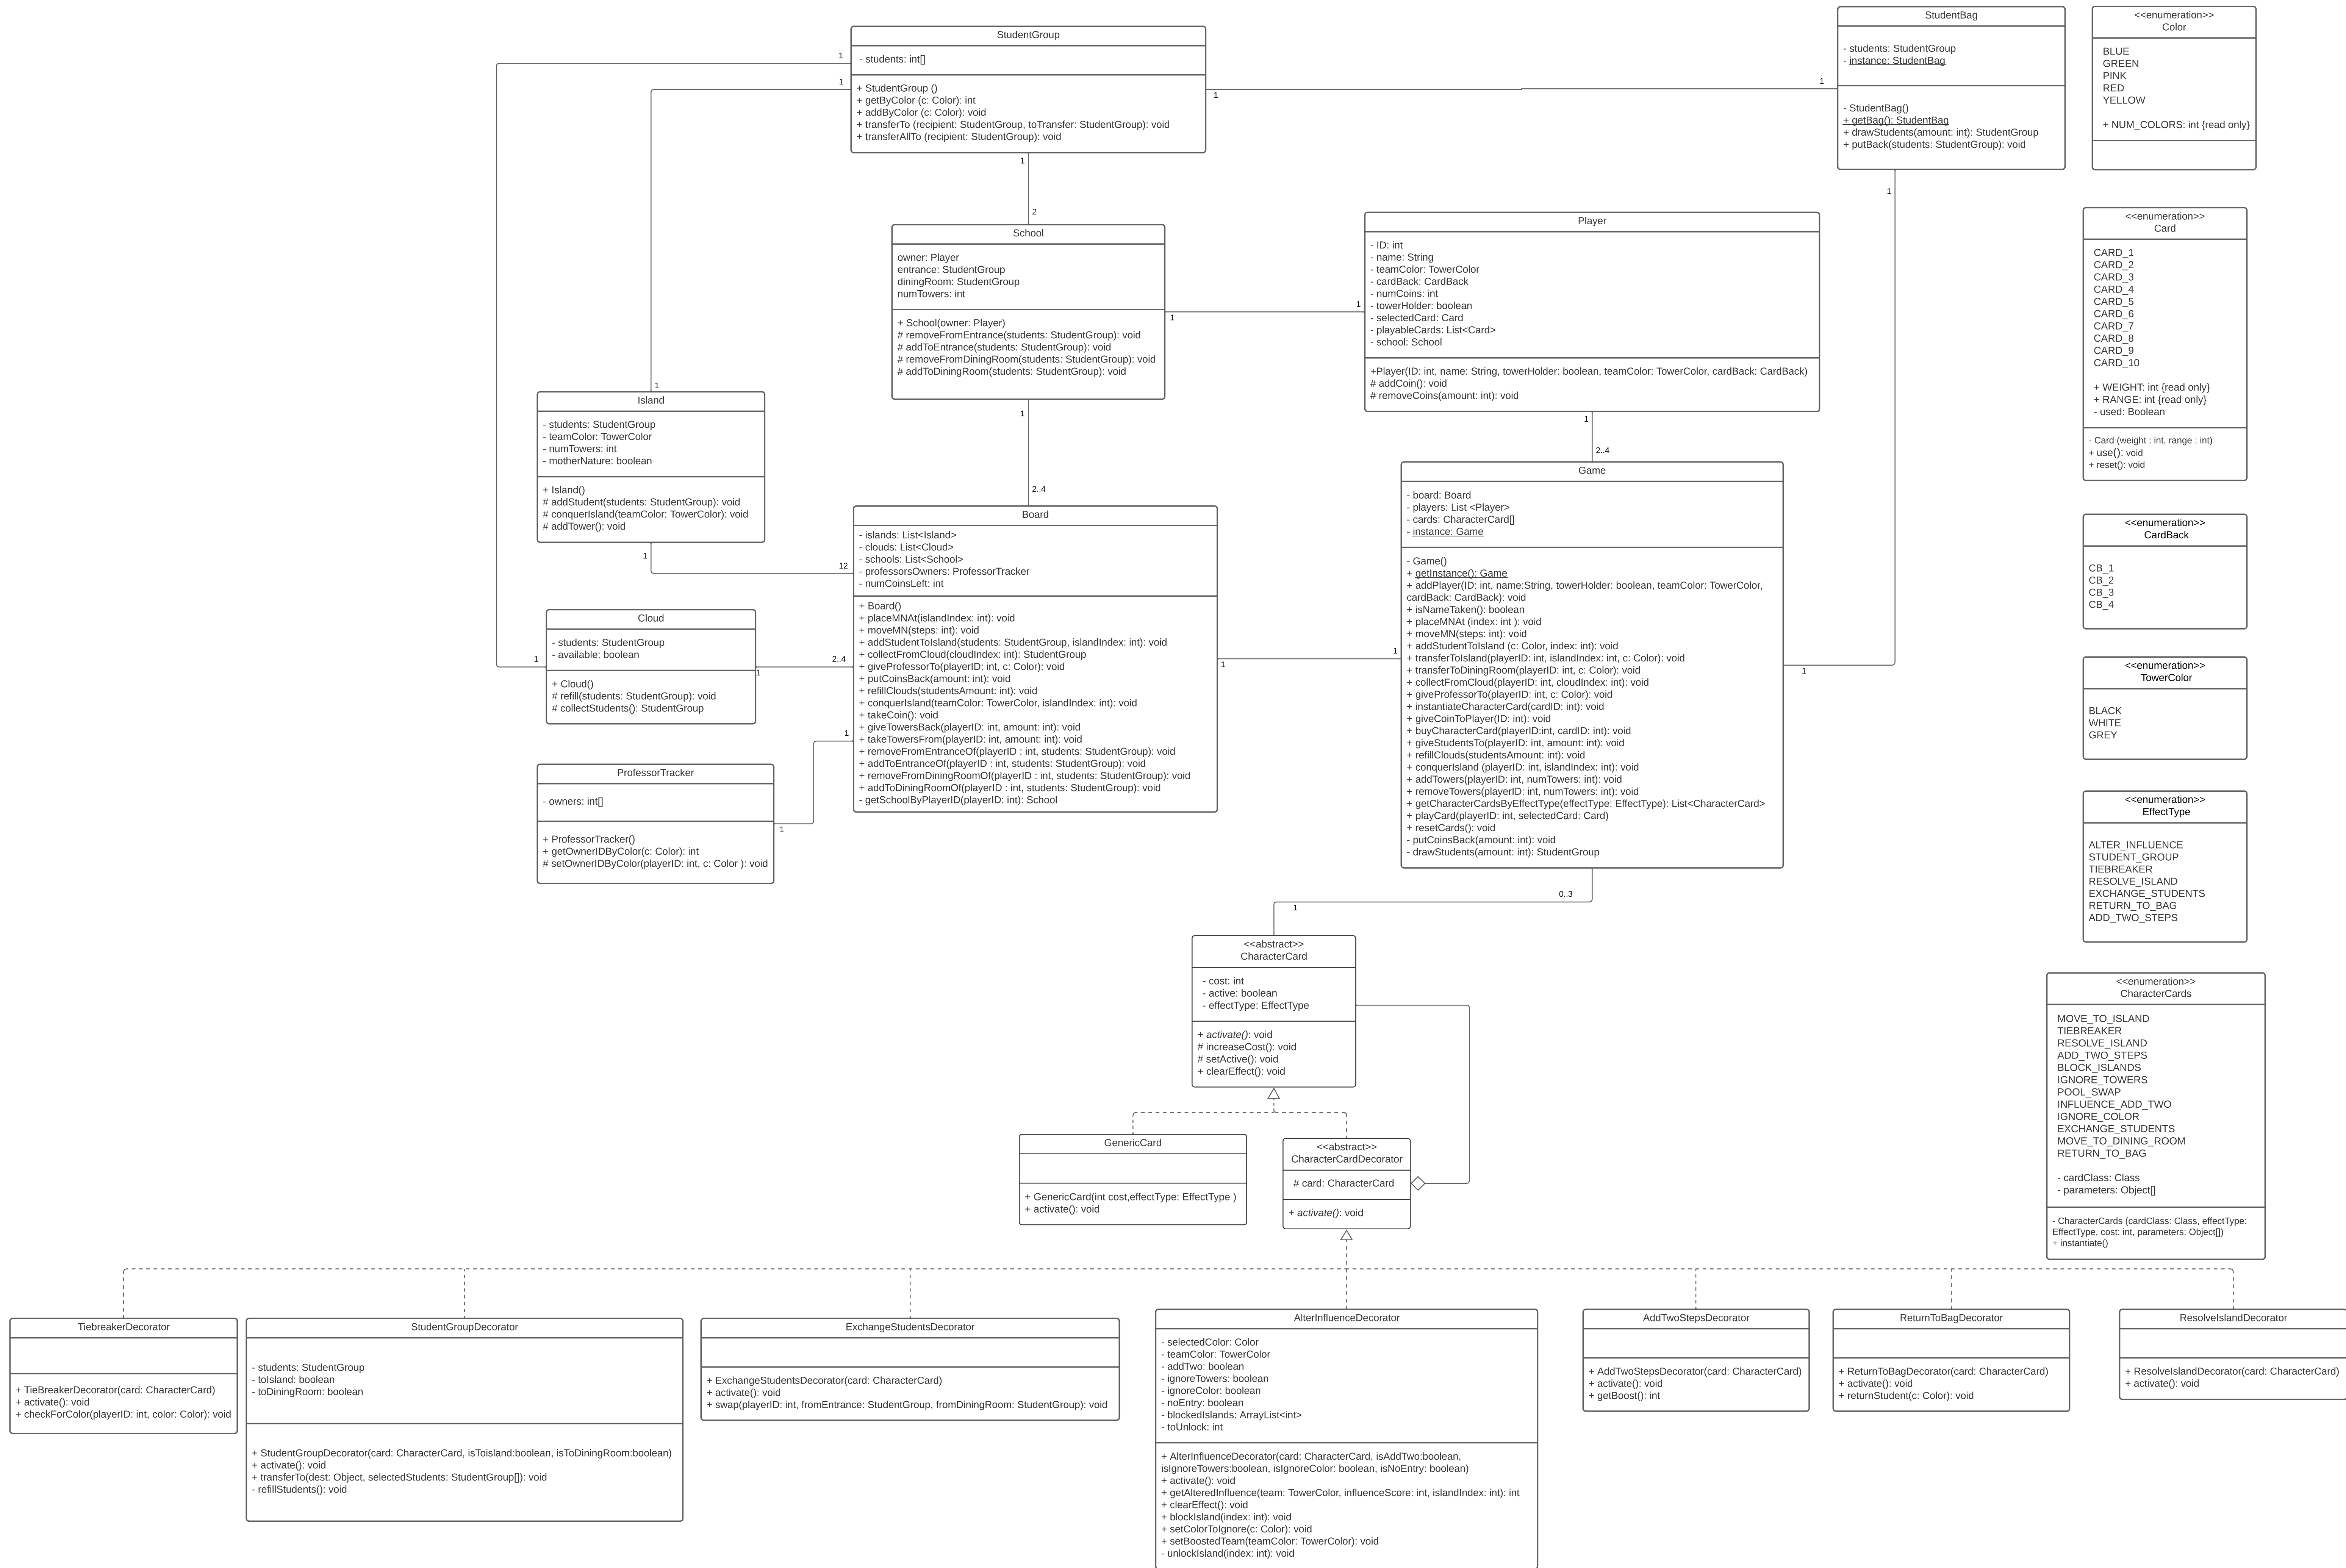 StudentGroup
- students: int[]
+ StudentGroup ()
+ getByColor (c: Color): int
+ addByColor (c: Color): void
+ transferTo (recipient: StudentGroup, toTransfer: StudentGroup): void
+ transferAllTo (recipient: StudentGroup): void
1
1
1
1
StudentBag
- students: StudentGroup
- instance: StudentBag
- StudentBag()
+ getBag(): StudentBag
+ drawStudents(amount: int): StudentGroup
+ putBack(students: StudentGroup): void
1
1
<<enumeration>>
Color
BLUE
GREEN
PINK
RED
YELLOW
+ NUM_COLORS: int {read only}
2
School
owner: Player
entrance: StudentGroup
diningRoom: StudentGroup
numTowers: int
+ School(owner: Player)
# removeFromEntrance(students: StudentGroup): void
# addToEntrance(students: StudentGroup): void
# removeFromDiningRoom(students: StudentGroup): void
# addToDiningRoom(students: StudentGroup): void
1
1
1
Player
- ID: int
- name: String
- teamColor: TowerColor
- cardBack: CardBack
- numCoins: int
- towerHolder: boolean
- selectedCard: Card
- playableCards: List<Card>
- school: School
+Player(ID: int, name: String, towerHolder: boolean, teamColor: TowerColor, cardBack: CardBack)
# addCoin(): void
# removeCoins(amount: int): void
1
2..4
<<enumeration>>
Card
CARD_1
CARD_2
CARD_3
CARD_4
CARD_5
CARD_6
CARD_7
CARD_8
CARD_9
CARD_10
+ WEIGHT: int {read only}
+ RANGE: int {read only}
- used: Boolean
- Card (weight : int, range : int)
+ use(): void
+ reset(): void
1
Island
- students: StudentGroup
- teamColor: TowerColor
- numTowers: int
- motherNature: boolean
+ Island()
# addStudent(students: StudentGroup): void
# conquerIsland(teamColor: TowerColor): void
# addTower(): void
1
12
2..4
Board
- islands: List<Island>
- clouds: List<Cloud>
- schools: List<School>
- professorsOwners: ProfessorTracker
- numCoinsLeft: int
+ Board()
+ placeMNAt(islandIndex: int): void
+ moveMN(steps: int): void
+ addStudentToIsland(students: StudentGroup, islandIndex: int): void
+ collectFromCloud(cloudIndex: int): StudentGroup
+ giveProfessorTo(playerID: int, c: Color): void
+ putCoinsBack(amount: int): void
+ refillClouds(studentsAmount: int): void
+ conquerIsland(teamColor: TowerColor, islandIndex: int): void
+ takeCoin(): void
+ giveTowersBack(playerID: int, amount: int): void
+ takeTowersFrom(playerID: int, amount: int): void
+ removeFromEntranceOf(playerID : int, students: StudentGroup): void
+ addToEntranceOf(playerID : int, students: StudentGroup): void
+ removeFromDiningRoomOf(playerID : int, students: StudentGroup): void
+ addToDiningRoomOf(playerID : int, students: StudentGroup): void
- getSchoolByPlayerID(playerID: int): School
1
1
Game
- board: Board
- players: List <Player>
- cards: CharacterCard[]
- instance: Game
- Game()
+ getInstance(): Game
+ addPlayer(ID: int, name:String, towerHolder: boolean, teamColor: TowerColor,
cardBack: CardBack): void
+ isNameTaken(): boolean
+ placeMNAt (index: int ): void
+ moveMN(steps: int): void
+ addStudentToIsland (c: Color, index: int): void
+ transferToIsland(playerID: int, islandIndex: int, c: Color): void
+ transferToDiningRoom(playerID: int, c: Color): void
+ collectFromCloud(playerID: int, cloudIndex: int): void
+ giveProfessorTo(playerID: int, c: Color): void
+ instantiateCharacterCard(cardID: int): void
+ giveCoinToPlayer(ID: int): void
+ buyCharacterCard(playerID:int, cardID: int): void
+ giveStudentsTo(playerID: int, amount: int): void
+ refillClouds(studentsAmount: int): void
+ conquerIsland (playerID: int, islandIndex: int): void
+ addTowers(playerID: int, numTowers: int): void
+ removeTowers(playerID: int, numTowers: int): void
+ getCharacterCardsByEffectType(effectType: EffectType): List<CharacterCard>
+ playCard(playerID: int, selectedCard: Card)
+ resetCards(): void
- putCoinsBack(amount: int): void
- drawStudents(amount: int): StudentGroup
1
0..3
<<enumeration>>
CardBack
CB_1
CB_2
CB_3
CB_4
1
Cloud
- students: StudentGroup
- available: boolean
+ Cloud()
# refill(students: StudentGroup): void
# collectStudents(): StudentGroup
1
2..4
<<enumeration>>
TowerColor
BLACK
WHITE
GREY
ProfessorTracker
- owners: int[]
+ ProfessorTracker()
+ getOwnerIDByColor(c: Color): int
# setOwnerIDByColor(playerID: int, c: Color ): void
1
1
<<enumeration>>
EffectType
ALTER_INFLUENCE
STUDENT_GROUP
TIEBREAKER
RESOLVE_ISLAND
EXCHANGE_STUDENTS
RETURN_TO_BAG
ADD_TWO_STEPS
1
<<abstract>>
CharacterCard
- cost: int
- active: boolean
- effectType: EffectType
+ activate(): void
# increaseCost(): void
# setActive(): void
+ clearEffect(): void
<<enumeration>>
CharacterCards
MOVE_TO_ISLAND
TIEBREAKER
RESOLVE_ISLAND
ADD_TWO_STEPS
BLOCK_ISLANDS
IGNORE_TOWERS
POOL_SWAP
INFLUENCE_ADD_TWO
IGNORE_COLOR
EXCHANGE_STUDENTS
MOVE_TO_DINING_ROOM
RETURN_TO_BAG
- cardClass: Class
- parameters: Object[]
- CharacterCards (cardClass: Class, effectType:
EffectType, cost: int, parameters: Object[])
+ instantiate()
GenericCard
+ GenericCard(int cost,effectType: EffectType )
+ activate(): void
<<abstract>>
CharacterCardDecorator
# card: CharacterCard
+ activate(): void
TiebreakerDecorator
+ TieBreakerDecorator(card: CharacterCard)
+ activate(): void
+ checkForColor(playerID: int, color: Color): void
StudentGroupDecorator
- students: StudentGroup
- toIsland: boolean
- toDiningRoom: boolean
+ StudentGroupDecorator(card: CharacterCard, isToisland:boolean, isToDiningRoom:boolean)
+ activate(): void
+ transferTo(dest: Object, selectedStudents: StudentGroup[]): void
- refillStudents(): void
ExchangeStudentsDecorator
+ ExchangeStudentsDecorator(card: CharacterCard)
+ activate(): void
+ swap(playerID: int, fromEntrance: StudentGroup, fromDiningRoom: StudentGroup): void
AlterInfluenceDecorator
- selectedColor: Color
- teamColor: TowerColor
- addTwo: boolean
- ignoreTowers: boolean
- ignoreColor: boolean
- noEntry: boolean
- blockedIslands: ArrayList<int>
- toUnlock: int
+ AlterInfluenceDecorator(card: CharacterCard, isAddTwo:boolean,
isIgnoreTowers:boolean, isIgnoreColor: boolean, isNoEntry: boolean)
+ activate(): void
+ getAlteredInfluence(team: TowerColor, influenceScore: int, islandIndex: int): int
+ clearEffect(): void
+ blockIsland(index: int): void
+ setColorToIgnore(c: Color): void
+ setBoostedTeam(teamColor: TowerColor): void
- unlockIsland(index: int): void
AddTwoStepsDecorator
+ AddTwoStepsDecorator(card: CharacterCard)
+ activate(): void
+ getBoost(): int
ReturnToBagDecorator
+ ReturnToBagDecorator(card: CharacterCard)
+ activate(): void
+ returnStudent(c: Color): void
ResolveIslandDecorator
+ ResolveIslandDecorator(card: CharacterCard)
+ activate(): void